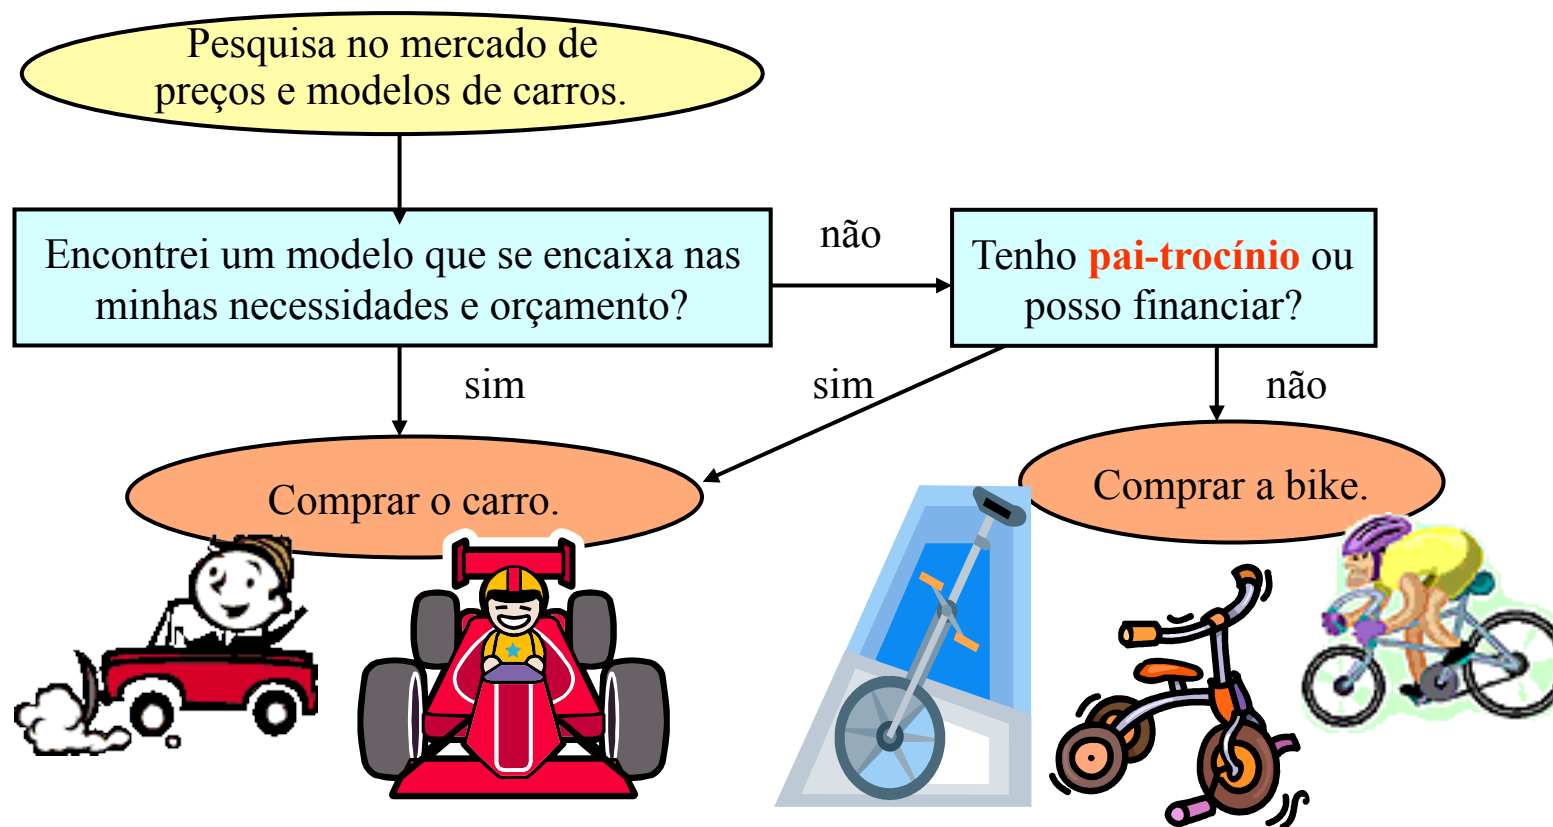 Pesquisa no mercado de
preços e modelos de carros.
Encontrei um modelo que se encaixa nas
minhas necessidades e orçamento?
não
Tenho pai-trocínio ou
posso financiar?
sim
sim
não
Comprar o carro.
Comprar a bike.